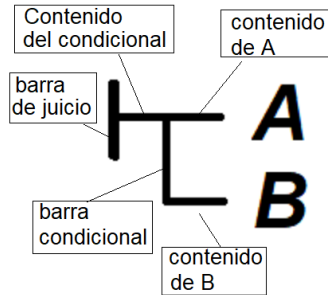 Contenido
del condicional
contenido
de A
barra
de juicio
A
B
barra
condicional
contenido
de B